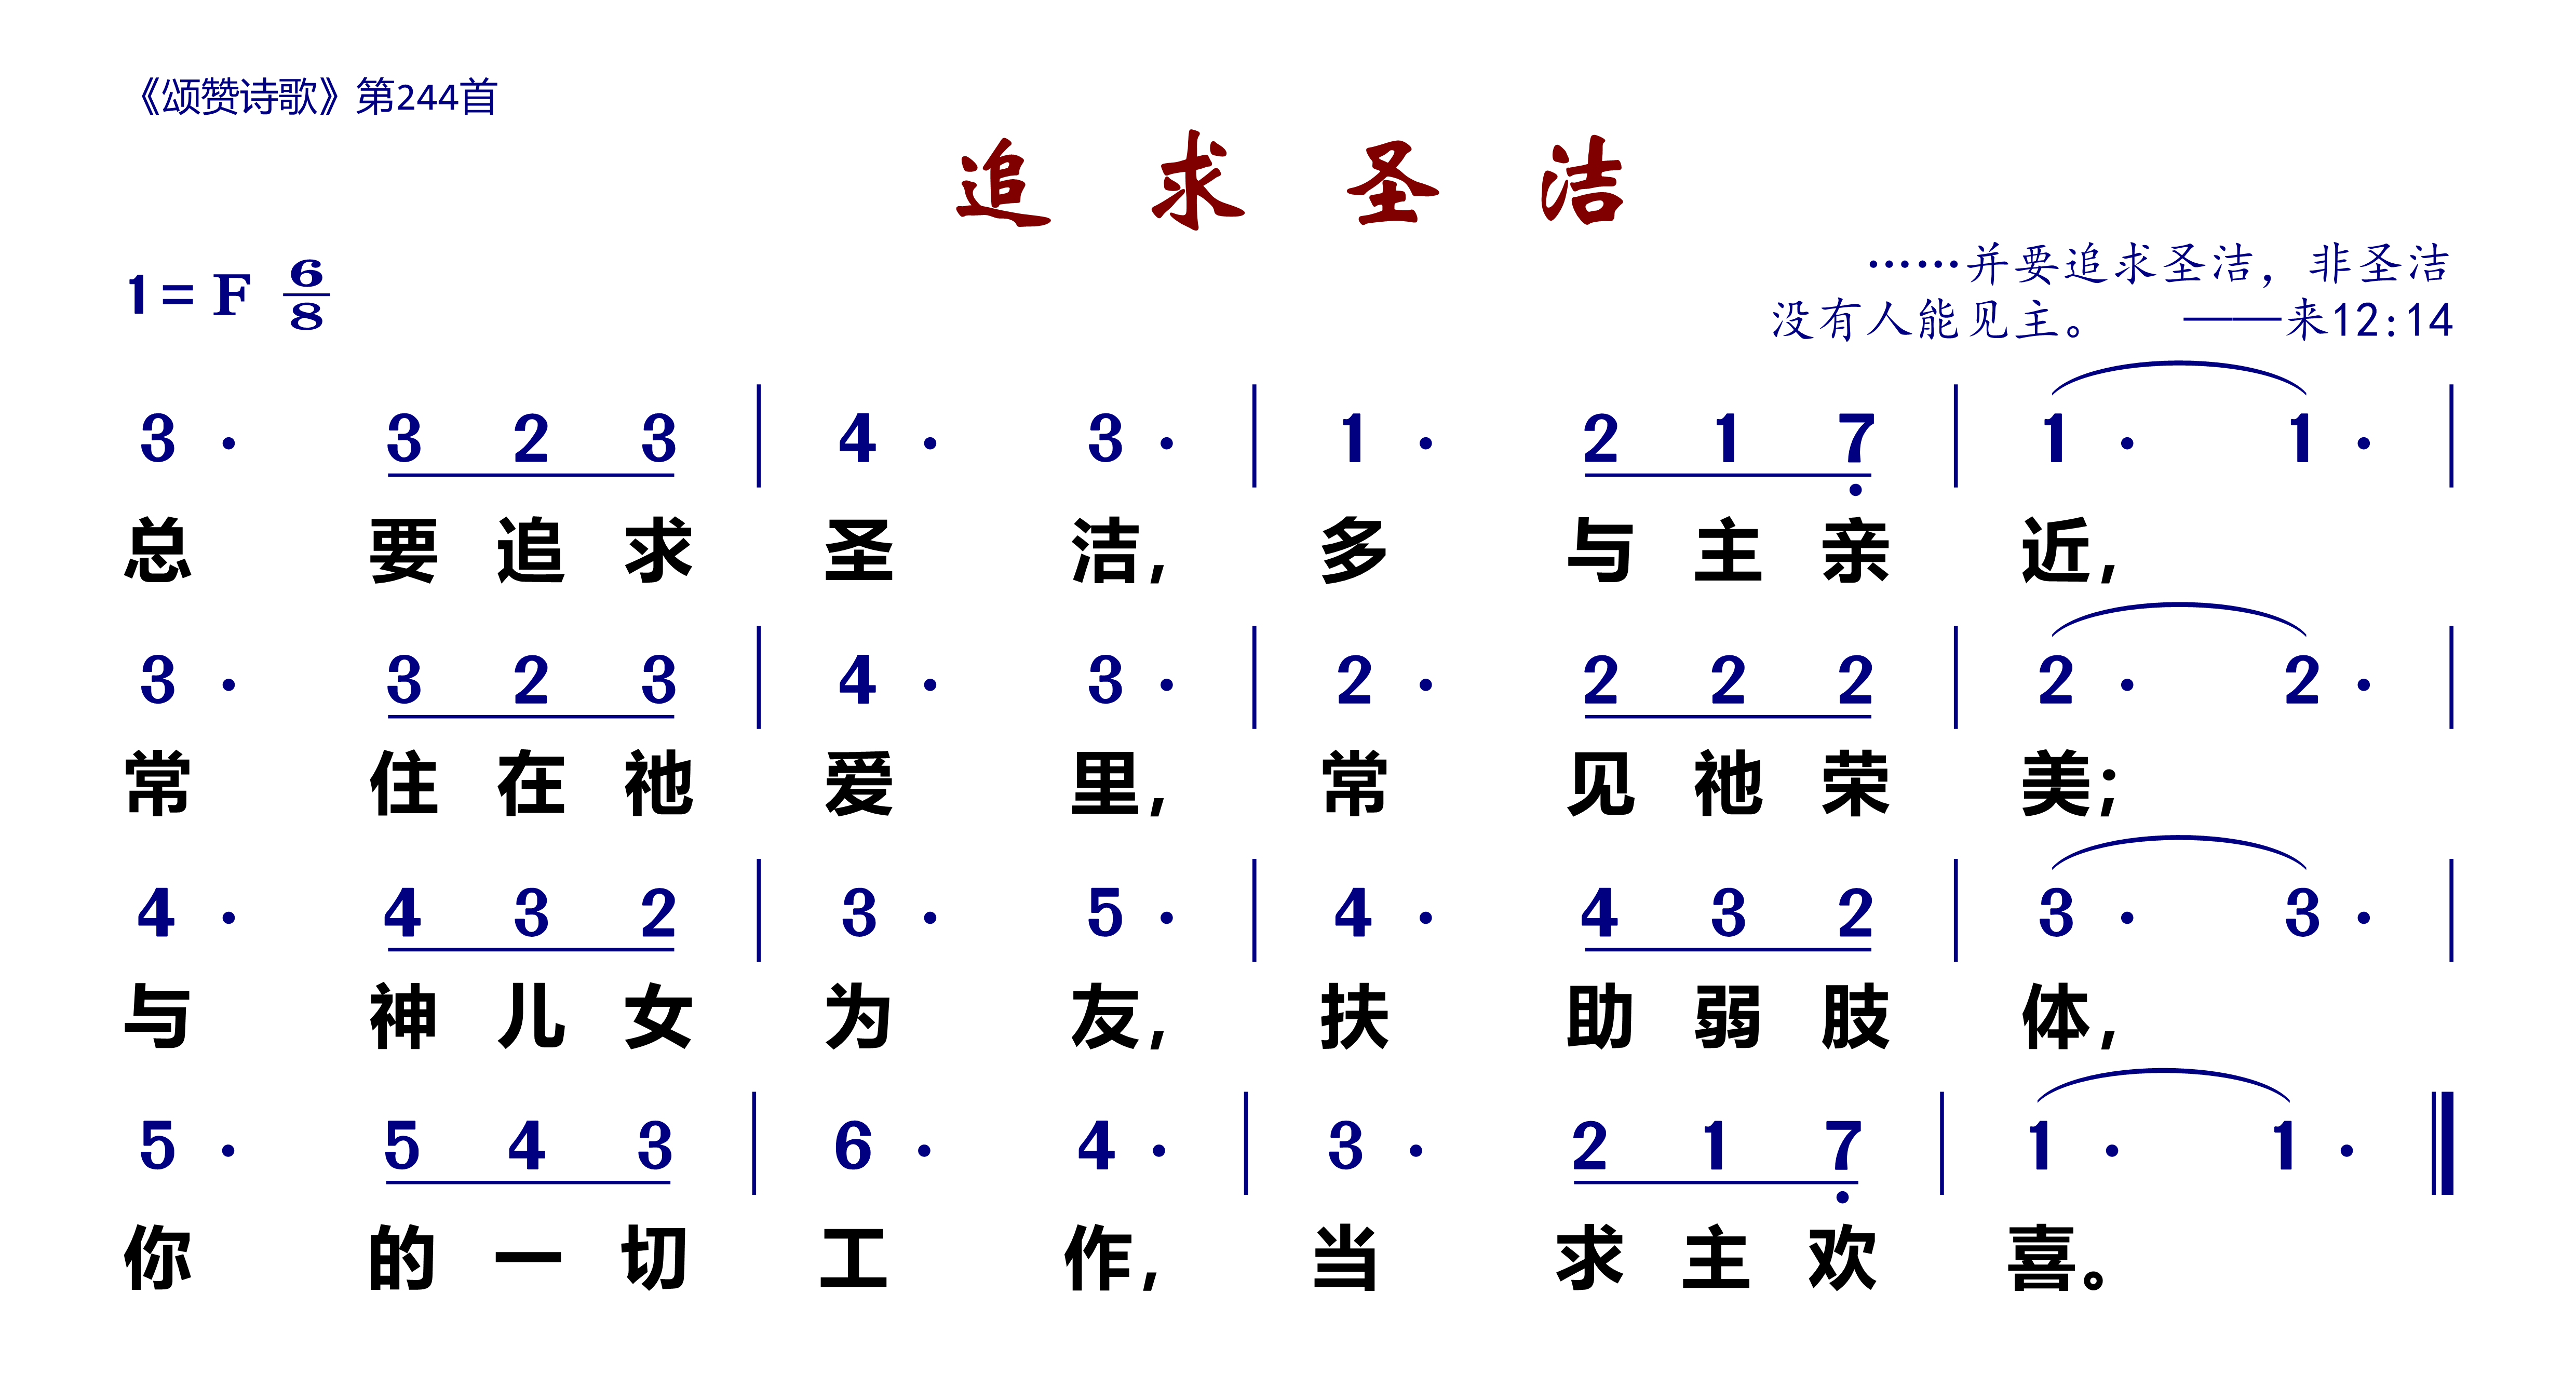 《颂赞诗歌》第244首
追 求 圣 洁
1= F 6/8
……并要追求圣洁，非圣洁
没有人能见主。 ——来12:14
3 · 3 2 3 | 4 · 3 · | 1 · 2 1 7̣ | 1 · 1 · |
总 要 追 求 圣 洁， 多 与 主 亲 近，
3 · 3 2 3 | 4 · 3 · | 2 · 2 2 2 | 2 · 2 · |
常 住 在 祂 爱 里， 常 见 祂 荣 美；
4 · 4 3 2 | 3 · 5 · | 4 · 4 3 2 | 3 · 3 · |
与 神 儿 女 为 友， 扶 助 弱 肢 体，
5 · 5 4 3 | 6 · 4 · | 3 · 2 1 7̣ | 1 · 1 · ‖
你 的 一 切 工 作， 当 求 主 欢 喜。